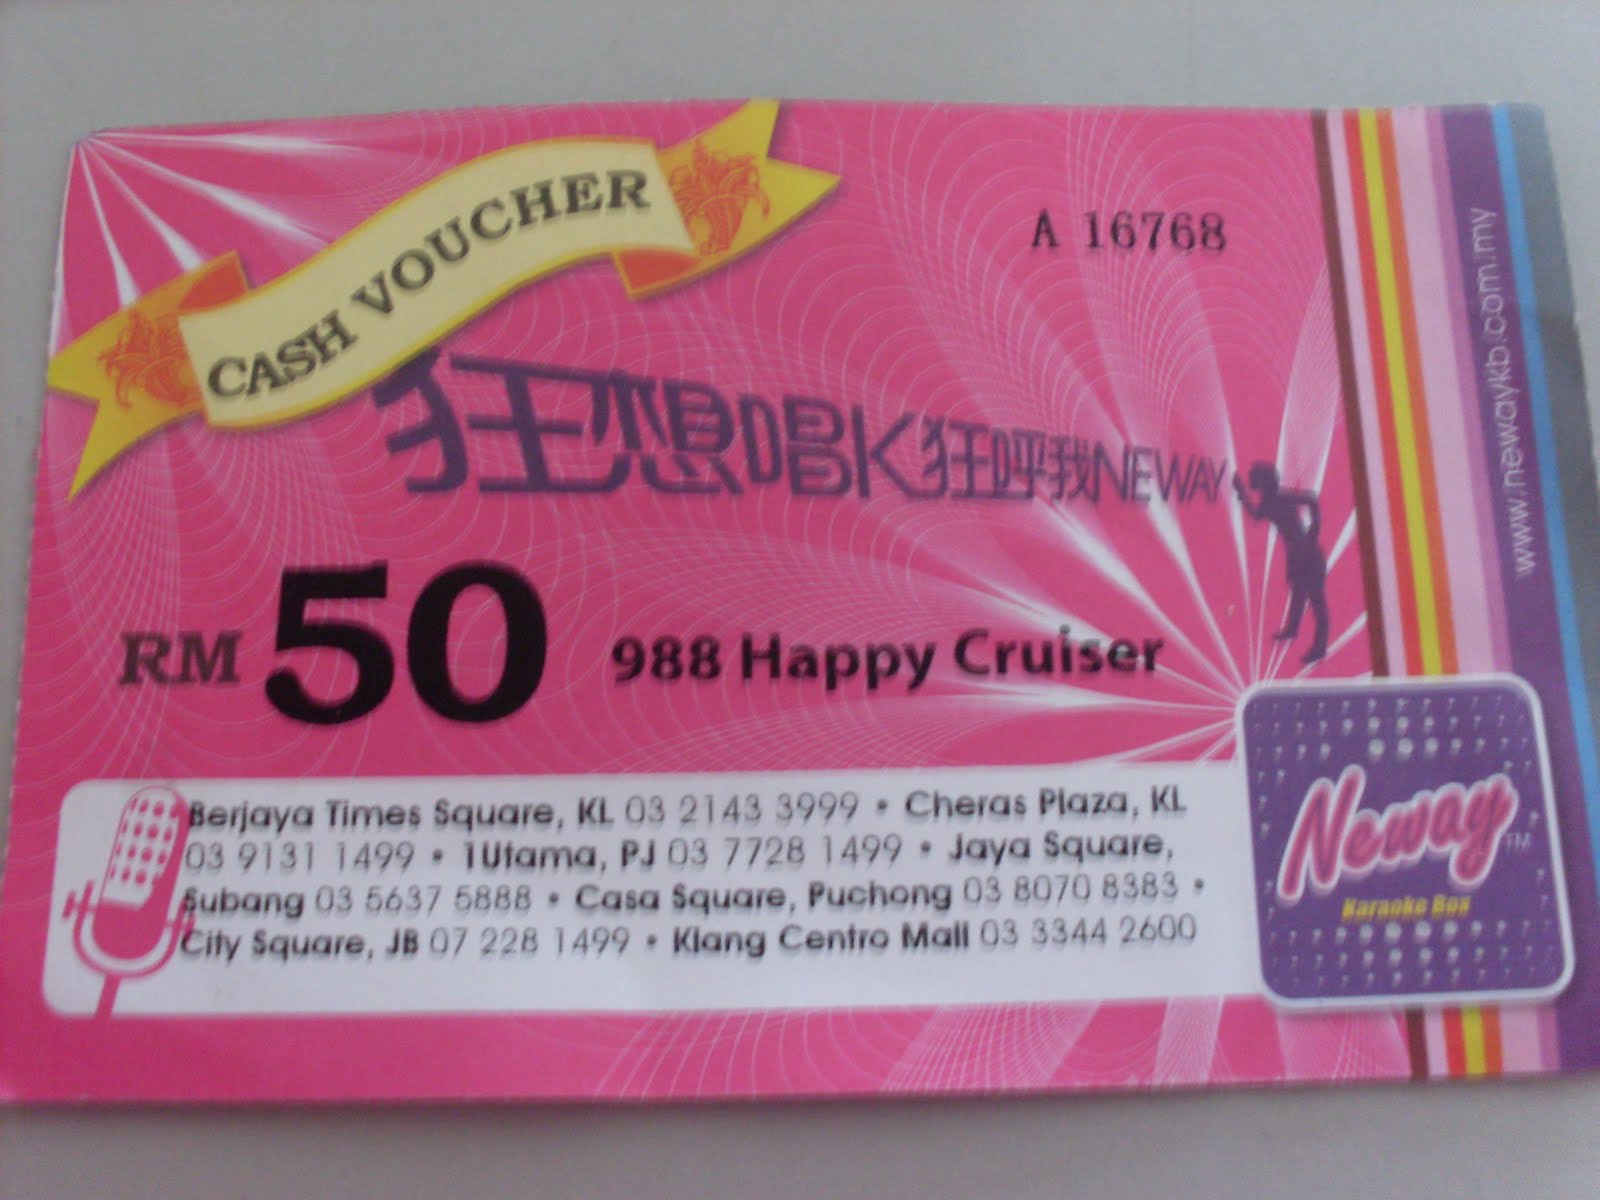 CASH VOUCHER
A 16768
狂想唱K狂呼我NEWAY
RM 50 988 Happy Cruiser
Berjaya Times Square, KL 03 2143 3999 • Cheras Plaza, KL
03 9131 1499 • 1Utama, PJ 03 7728 1499 • Jaya Square,
Subang 03 5637 5888 • Casa Square, Puchong 03 8070 8383 •
City Square, JB 07 228 1499 • Klang Centro Mall 03 3344 2600
Neway TM
Karaoke Box
www.newaykb.com.my